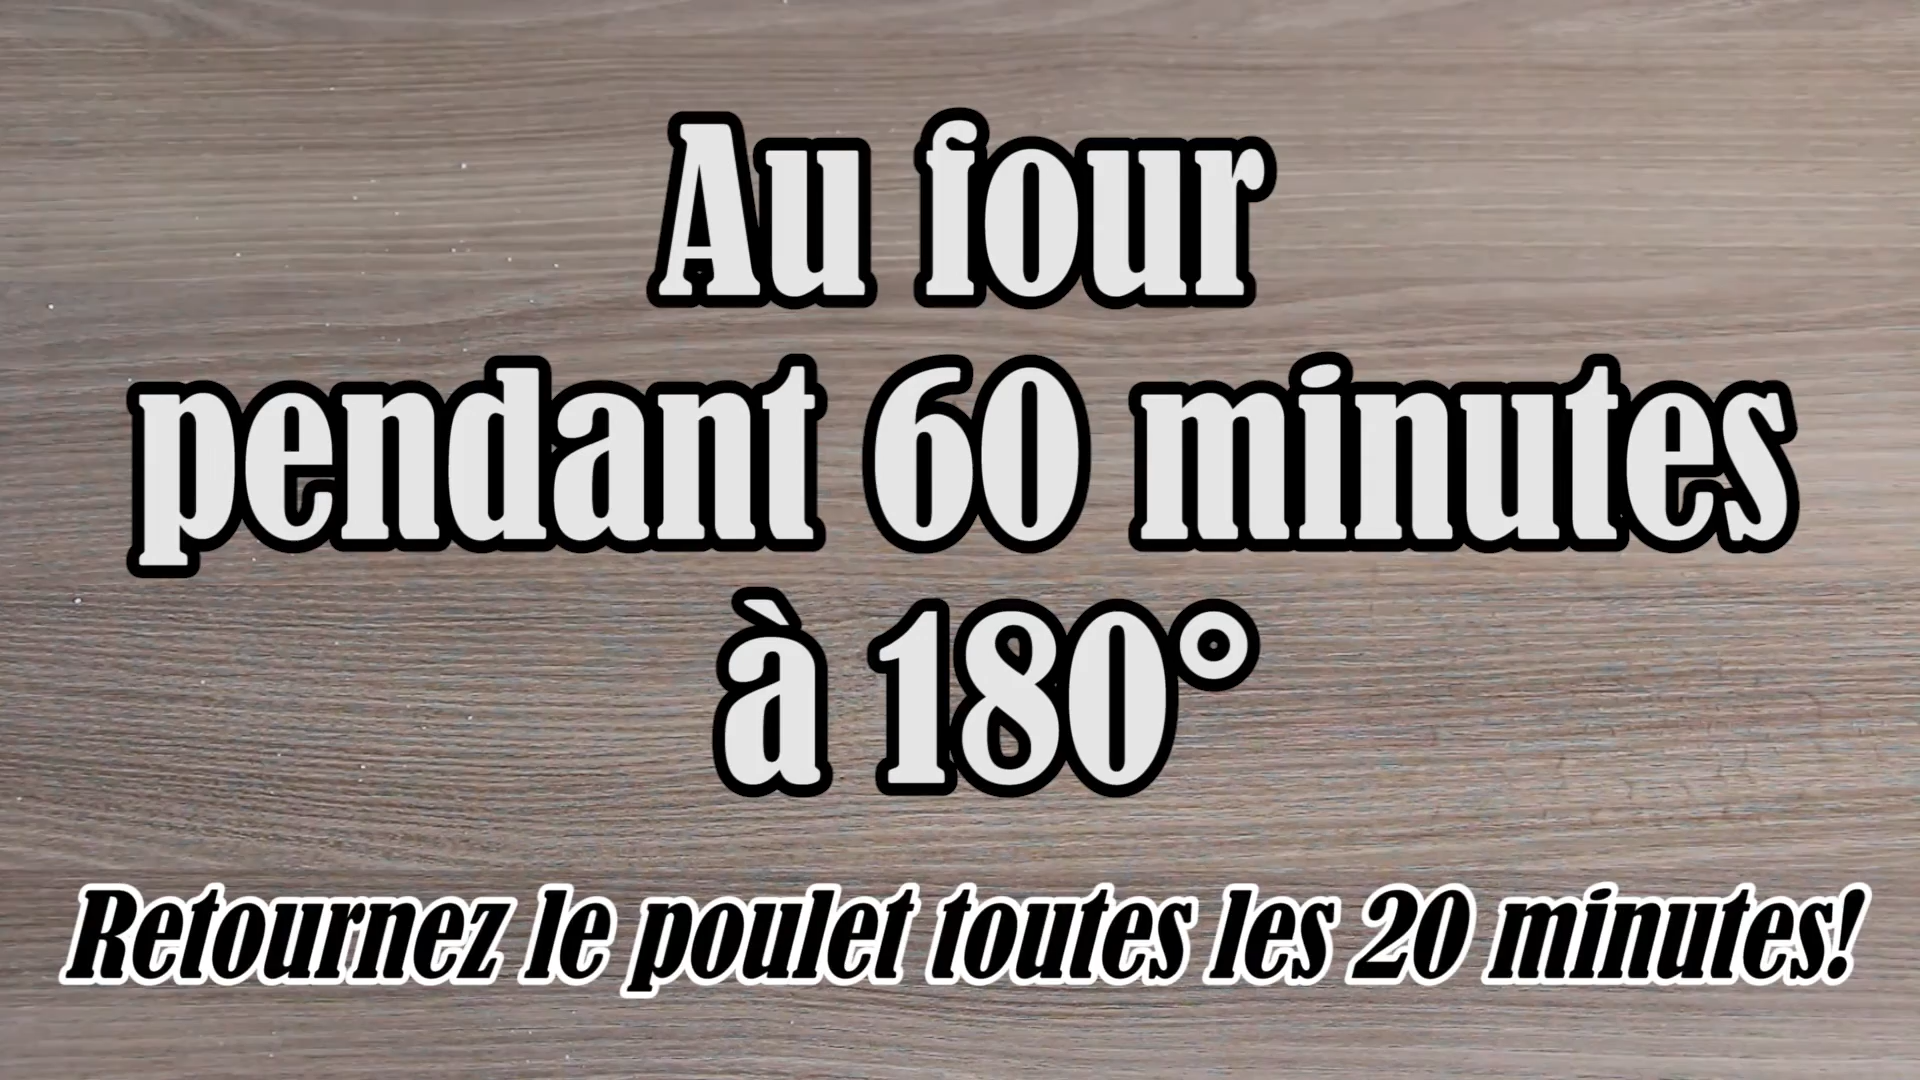 Au four
pendant 60 minutes
à 180°
Retournez le poulet toutes les 20 minutes!